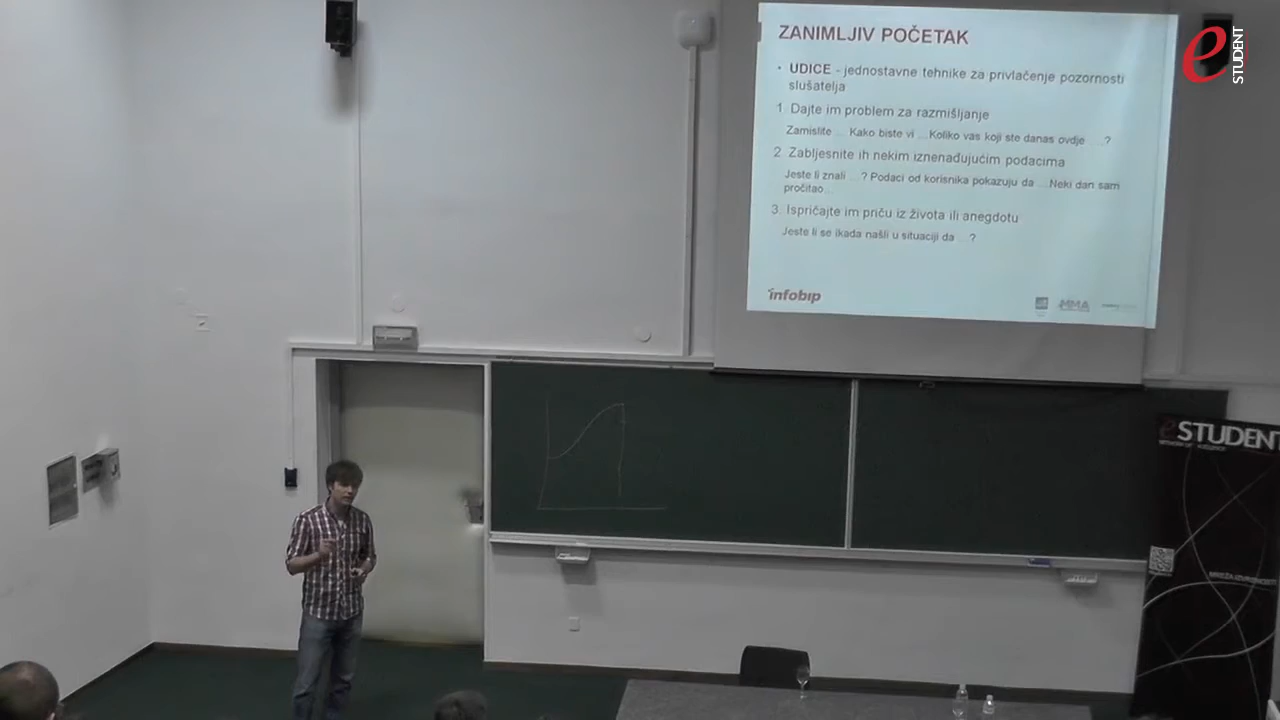 ZANIMLJIV POČETAK
• UDICE - jednostavne tehnike za privlačenje pozornosti
slušatelja
1 Dajte im problem za razmišljanje
Zamislite ... Kako biste vi ... Koliko vas koji ste danas ovdje ... ?
2 Zabljesnite ih nekim iznenađujućim podacima
Jeste li znali ... ? Podaci od korisnika pokazuju da ... Neki dan sam
pročitao...
3. Ispričajte im priču iz života ili anegdotu
Jeste li se ikada našli u situaciji da ... ?
infobip
MMA
e STUDENT
eSTUDENT
MREŽA IZVRSNOSTI